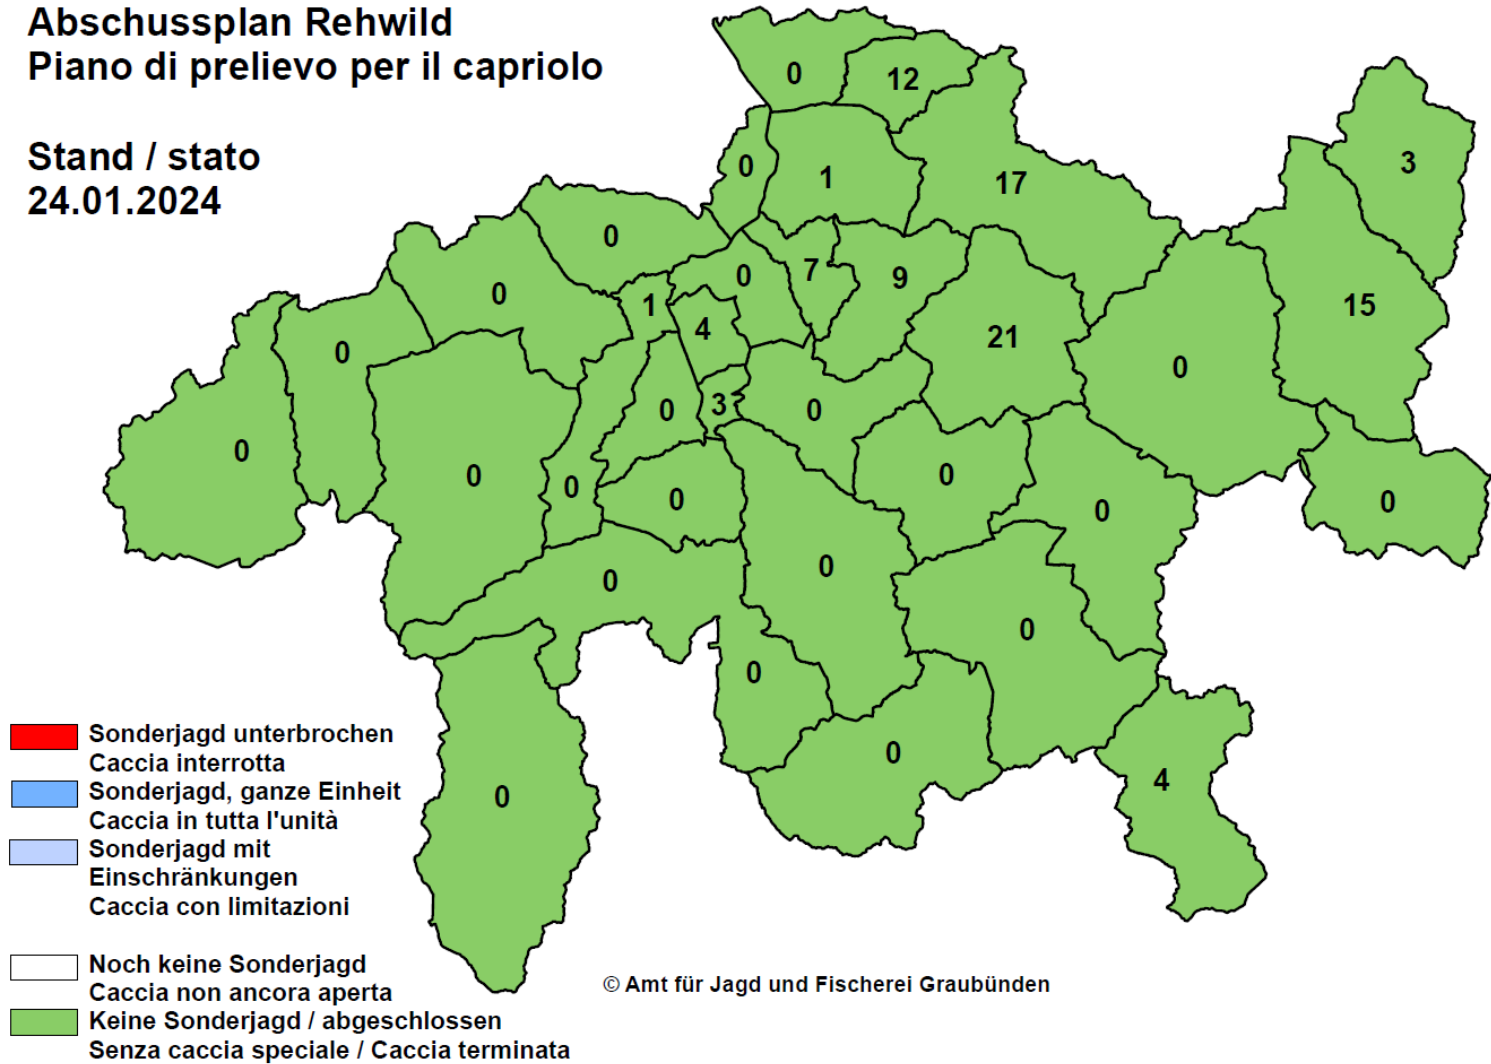 Abschussplan Rehwild
Piano di prelievo per il capriolo
Stand / stato
24.01.2024
0
12
3
0
1
17
0
0
7
9
0
1
15
4
21
0
0
0
3
0
0
0
0
0
0
0
0
0
0
0
0
0
0
4
0
Sonderjagd unterbrochen
Caccia interrotta
Sonderjagd, ganze Einheit
Caccia in tutta l'unità
Sonderjagd mit
Einschränkungen
Caccia con limitazioni
Noch keine Sonderjagd
Caccia non ancora aperta
Keine Sonderjagd / abgeschlossen
Senza caccia speciale / Caccia terminata
© Amt für Jagd und Fischerei Graubünden